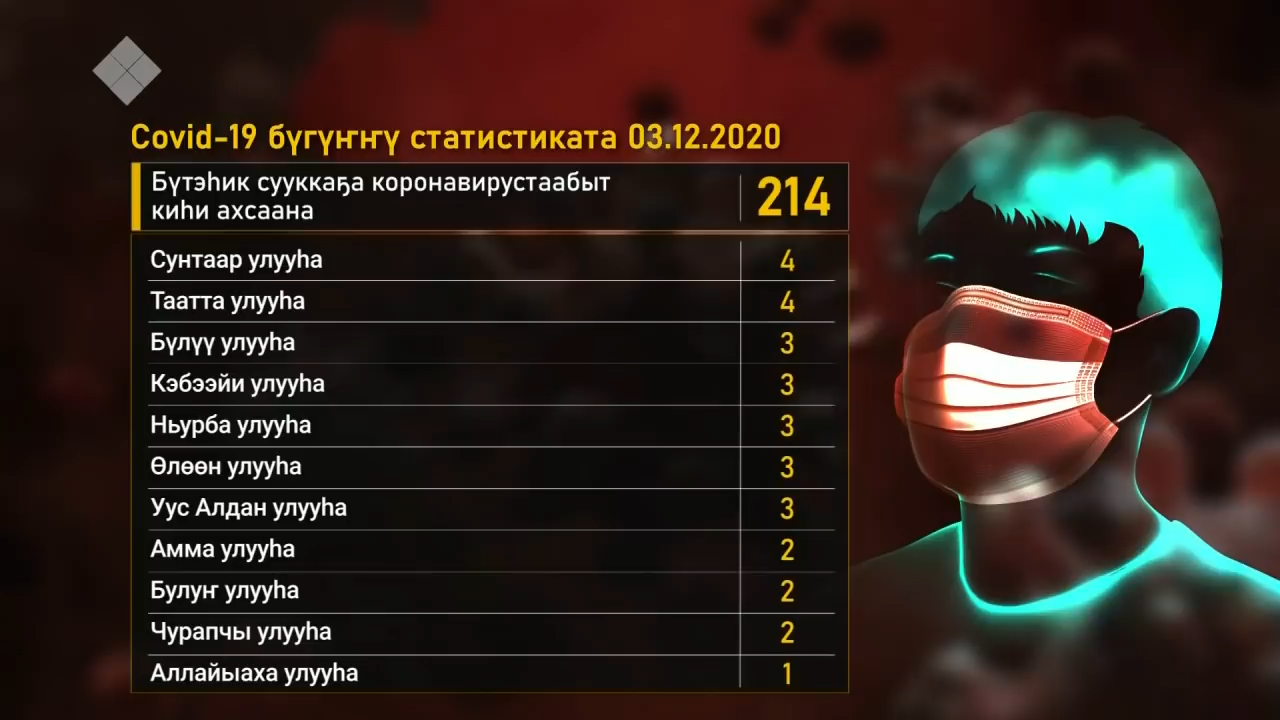 Covid-19 бүгүҥҥү статистиката 03.12.2020
Бүтэһик сууккаҕа коронавирустаабыт
киһи ахсаана
214
Сунтаар улууһа 4
Таатта улууһа 4
Бүлүү улууһа 3
Кэбээйи улууһа 3
Ньурба улууһа 3
Өлөөн улууһа 3
Уус Алдан улууһа 3
Амма улууһа 2
Булуҥ улууһа 2
Чурапчы улууһа 2
Аллайыаха улууһа 1